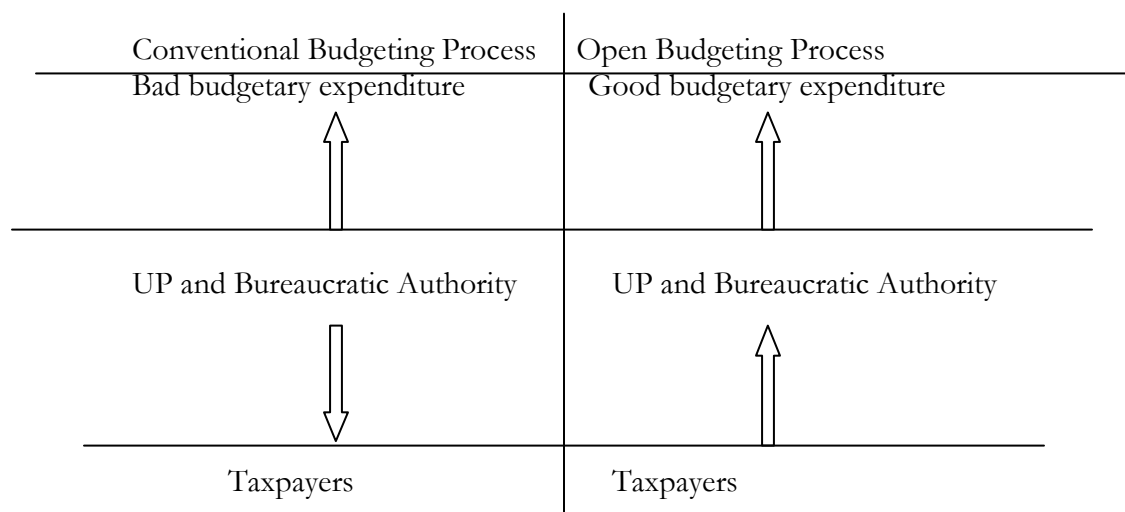 Conventional Budgeting Process
Open Budgeting Process
Bad budgetary expenditure
Good budgetary expenditure
UP and Bureaucratic Authority
UP and Bureaucratic Authority
Taxpayers
Taxpayers